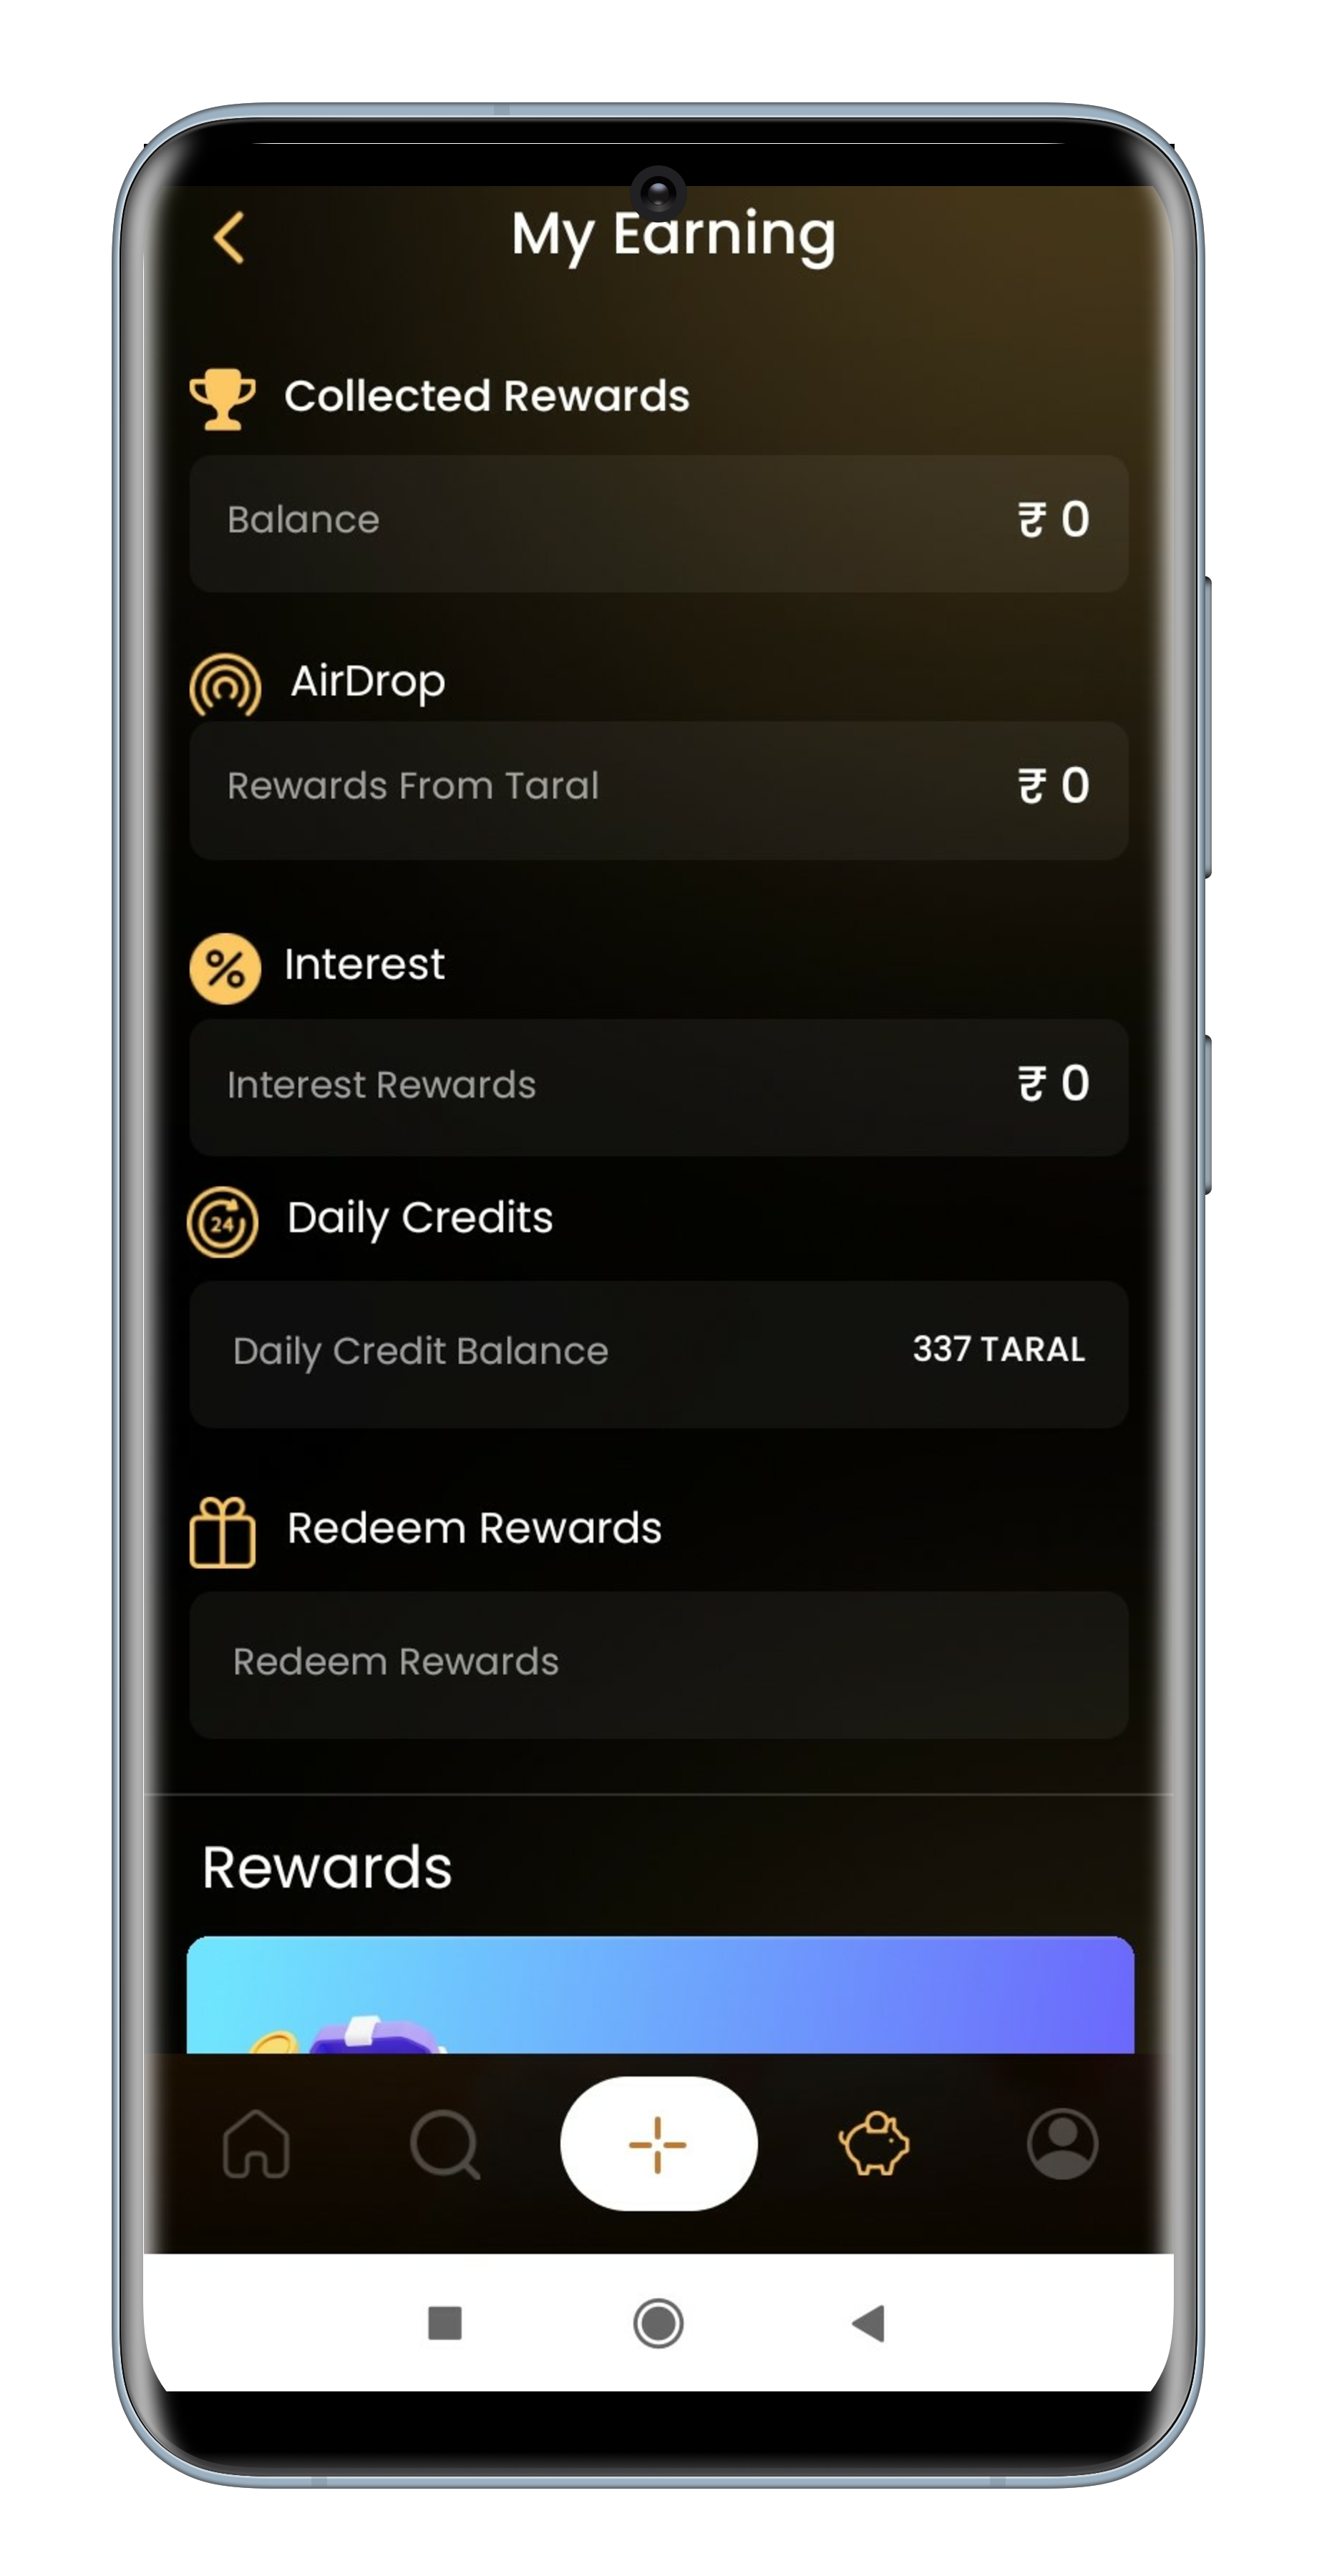 My Earning
Collected Rewards
Balance ₹ 0
AirDrop
Rewards From Taral ₹ 0
% Interest
Interest Rewards ₹ 0
24 Daily Credits
Daily Credit Balance 337 TARAL
Redeem Rewards
Redeem Rewards
Rewards